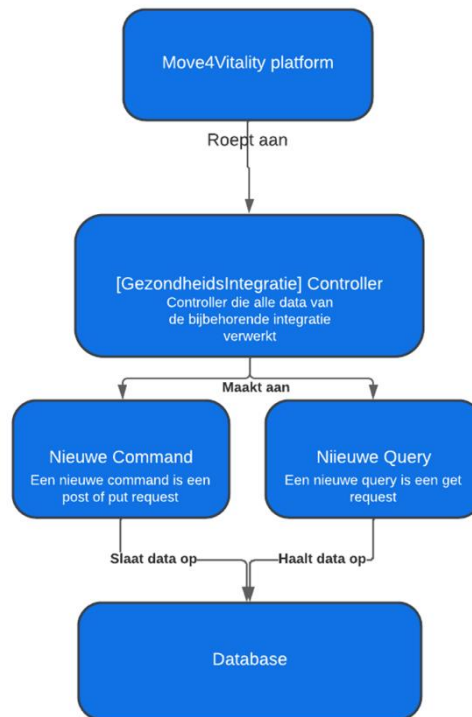 Move4Vitality platform
Roept aan
[GezondheidsIntegratie] Controller
Controller die alle data van
de bijbehorende integratie
verwerkt
Maakt aan
Nieuwe Command
Een nieuwe command is een
post of put request
Niieuwe Query
Een nieuwe query is een get
request
Slaat data op
Haalt data op
Database